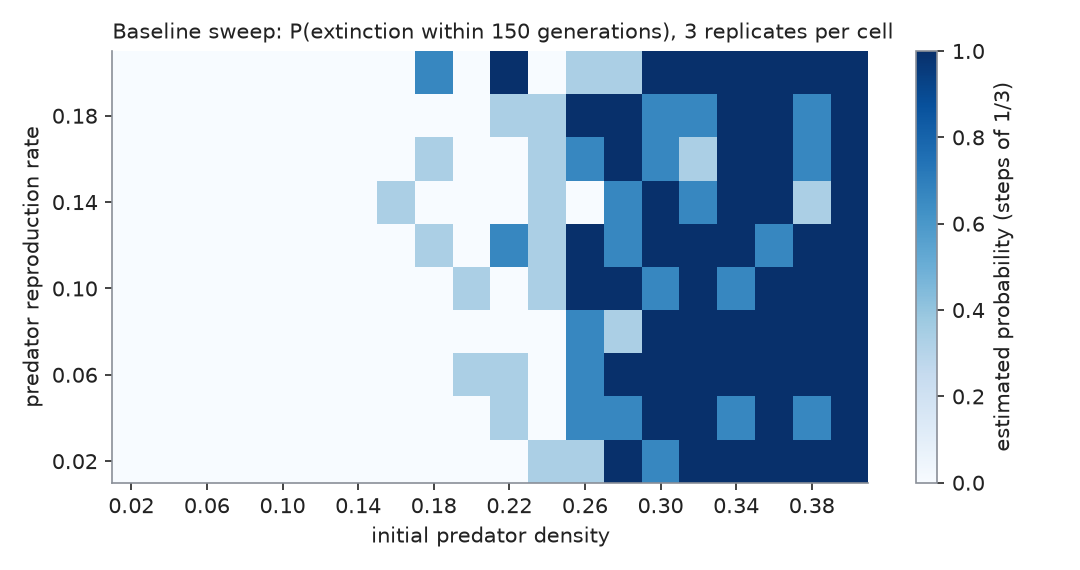 Baseline sweep: P(extinction within 150 generations), 3 replicates per cell
predator reproduction rate
0.18
0.14
0.10
0.06
0.02
0.02 0.06 0.10 0.14 0.18 0.22 0.26 0.30 0.34 0.38
initial predator density
1.0
0.8
0.6
0.4
0.2
0.0
estimated probability (steps of 1/3)